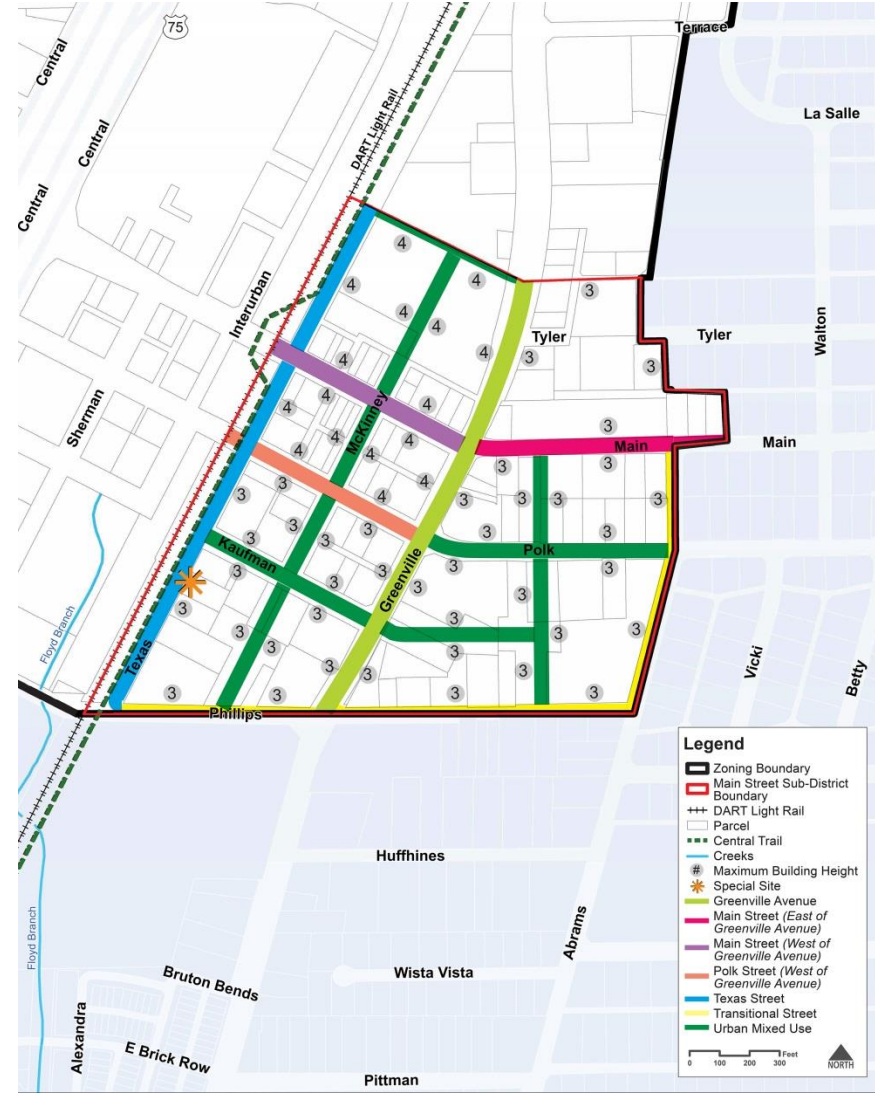 Terrace
75
Central
La Salle
Central
DART Light Rail
Central
4
4
4
3
Interurban
4
4
Tyler
Tyler
Walton
4
4
3
3
4
Sherman
4
4
McKinney
4
4
3
Main
Main
4
4
4
3
3
4
4
3
3
3
3
3
3
3
3
3
3
3
Polk
Kaufman
3
3
3
3
3
3
3
Greenville
3
3
3
3
3
3
3
3
3
3
Floyd Branch
Texas
3
3
3
3
3
3
Vicki
Betty
Phillips
Legend
Zoning Boundary
Main Street Sub-District
Boundary
DART Light Rail
Parcel
Central Trail
Creeks
# Maximum Building Height
Special Site
Greenville Avenue
Main Street (East of
Greenville Avenue)
Main Street (West of
Greenville Avenue)
Polk Street (West of
Greenville Avenue)
Texas Street
Transitional Street
Urban Mixed Use
0 100 200 300 Feet
NORTH
Huffhines
Abrams
Floyd Branch
Wista Vista
Bruton Bends
Alexandra
E Brick Row
Pittman